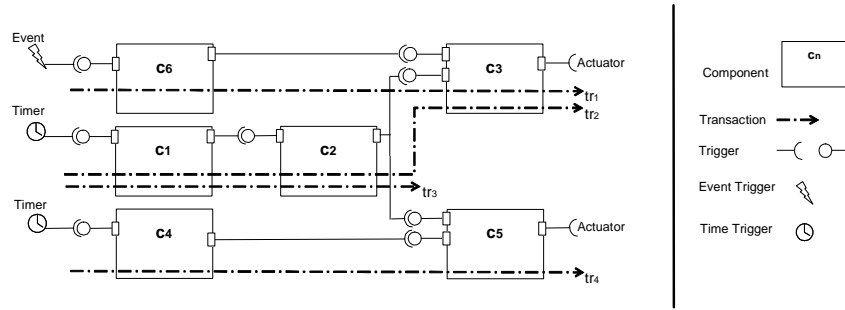 Event
C6
C3
Actuator
tr1
tr2
Timer
C1
C2
tr3
Timer
C4
C5
Actuator
tr4
Cn
Component
Transaction
Trigger
Event Trigger
Time Trigger